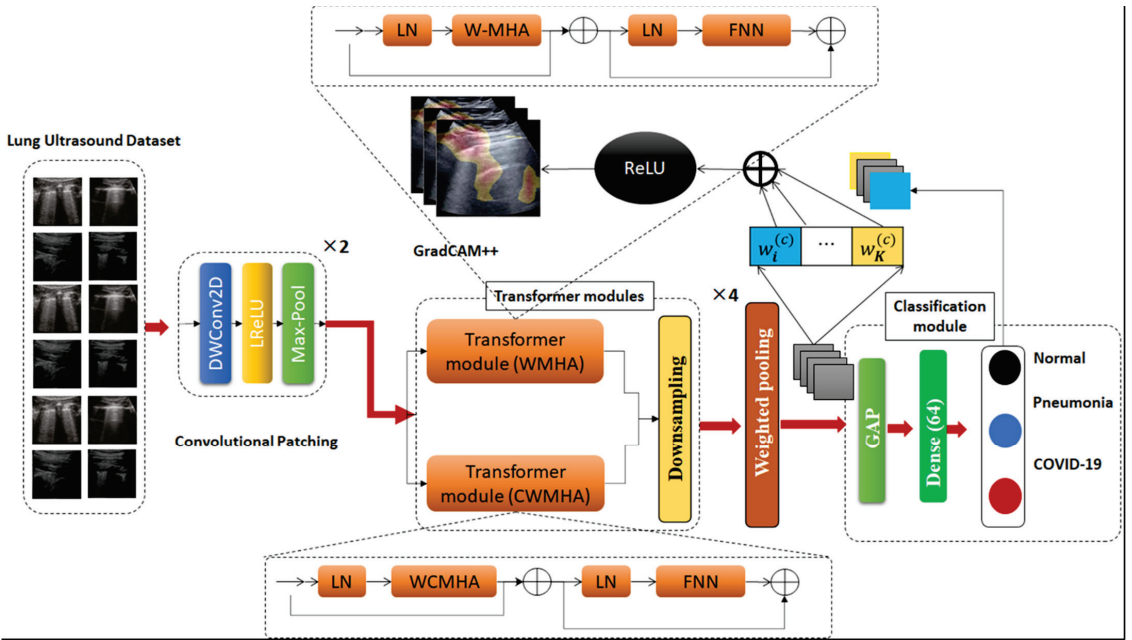 LN
W-MHA
LN
FNN
Lung Ultrasound Dataset
ReLU
GradCAM++
w_i^(c)
...
w_K^(c)
×2
DWConv2D
LReLU
Max-Pool
Convolutional Patching
Transformer modules
×4
Transformer
module (WMHA)
Transformer
module (CWMHA)
Downsampling
Weighted pooling
Classification
module
GAP
Dense (64)
Normal
Pneumonia
COVID-19
LN
WCMHA
LN
FNN